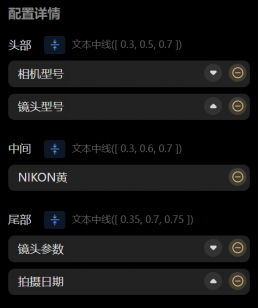 配置详情
头部 文本中线([ 0.3, 0.5, 0.7 ])
相机型号
镜头型号
中间 文本中线([ 0.3, 0.6, 0.7 ])
NIKON黄
尾部 文本中线([ 0.35, 0.7, 0.75 ])
镜头参数
拍摄日期